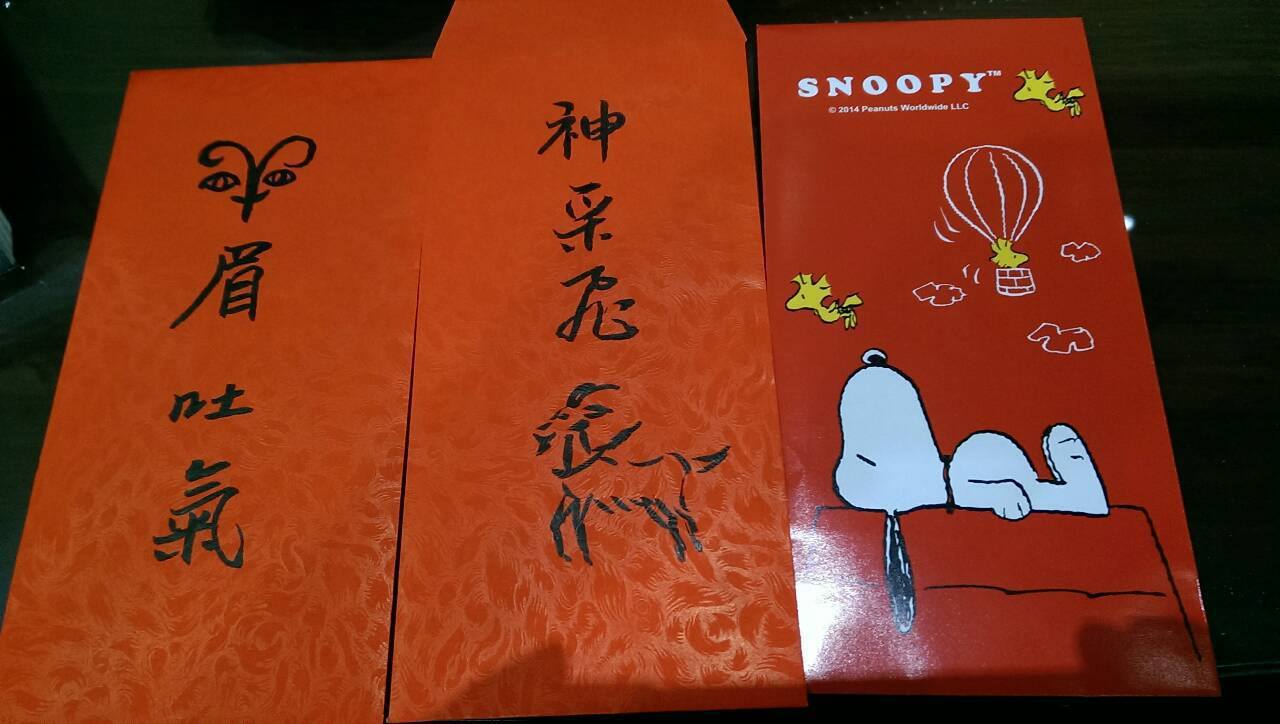 眉吐氣
神采飛
SNOOPY™
© 2014 Peanuts Worldwide LLC